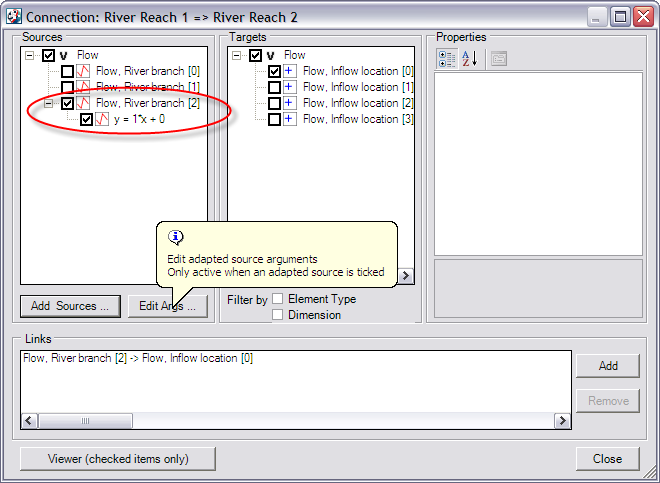 Connection: River Reach 1 => River Reach 2
Sources
Flow
Flow, River branch [0]
Flow, River branch [1]
Flow, River branch [2]
y = 1*x + 0
Targets
Flow
Flow, Inflow location [0]
Flow, Inflow location [1]
Flow, Inflow location [2]
Flow, Inflow location [3]
Properties
Edit adapted source arguments
Only active when an adapted source is ticked
Add Sources ...
Edit Args ...
Filter by
Element Type
Dimension
Links
Flow, River branch [2] -> Flow, Inflow location [0]
Add
Remove
Viewer (checked items only)
Close